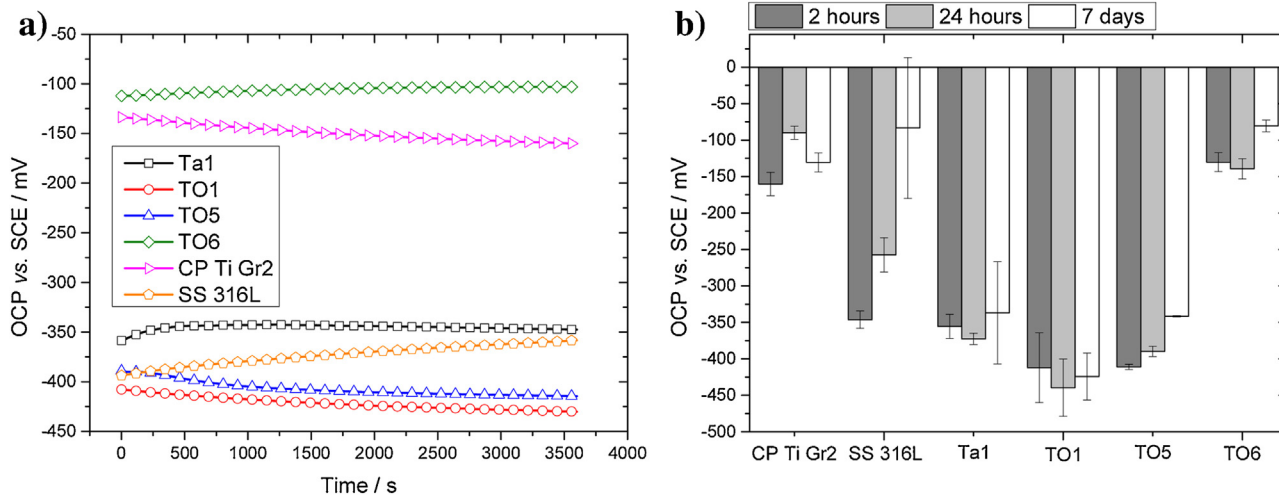 a)
-50
-100
-150
-200
-250
-300
-350
-400
-450
OCP vs. SCE / mV
Ta1
TO1
TO5
TO6
CP Ti Gr2
SS 316L
0 500 1000 1500 2000 2500 3000 3500 4000
Time / s
b)
2 hours 24 hours 7 days
0
-50
-100
-150
-200
-250
-300
-350
-400
-450
-500
OCP vs. SCE / mV
CP Ti Gr2 SS 316L Ta1 TO1 TO5 TO6